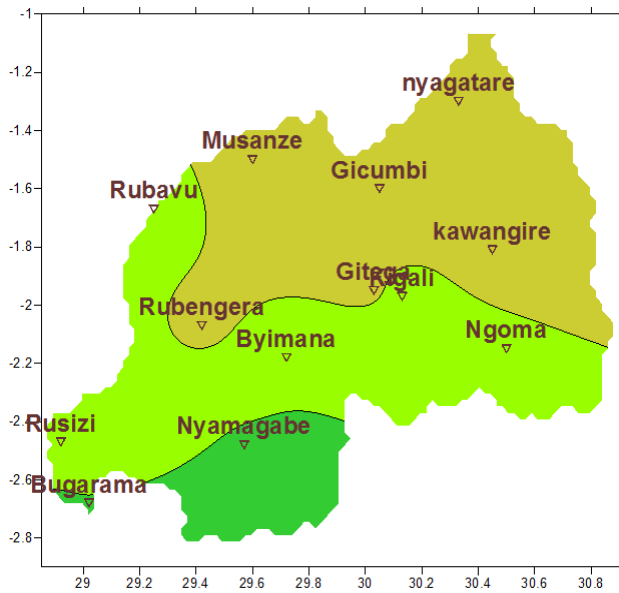 -1
-1.2
nyagatare
-1.4
Musanze
Gicumbi
-1.6
Rubavu
kawangire
-1.8
Gitega
Kigali
-2
Rubengera
Ngoma
Byimana
-2.2
-2.4
Rusizi
Nyamagabe
-2.6
Bugarama
-2.8
29 29.2 29.4 29.6 29.8 30 30.2 30.4 30.6 30.8